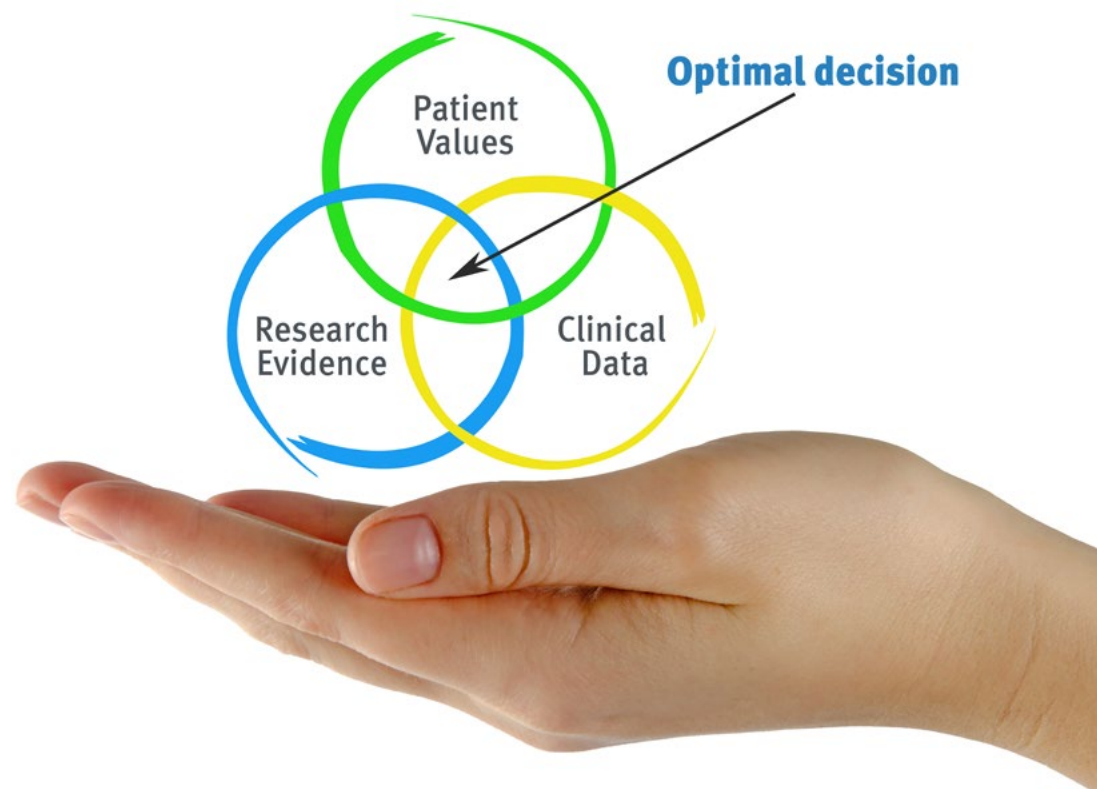 Optimal decision
Patient
Values
Research
Evidence
Clinical
Data